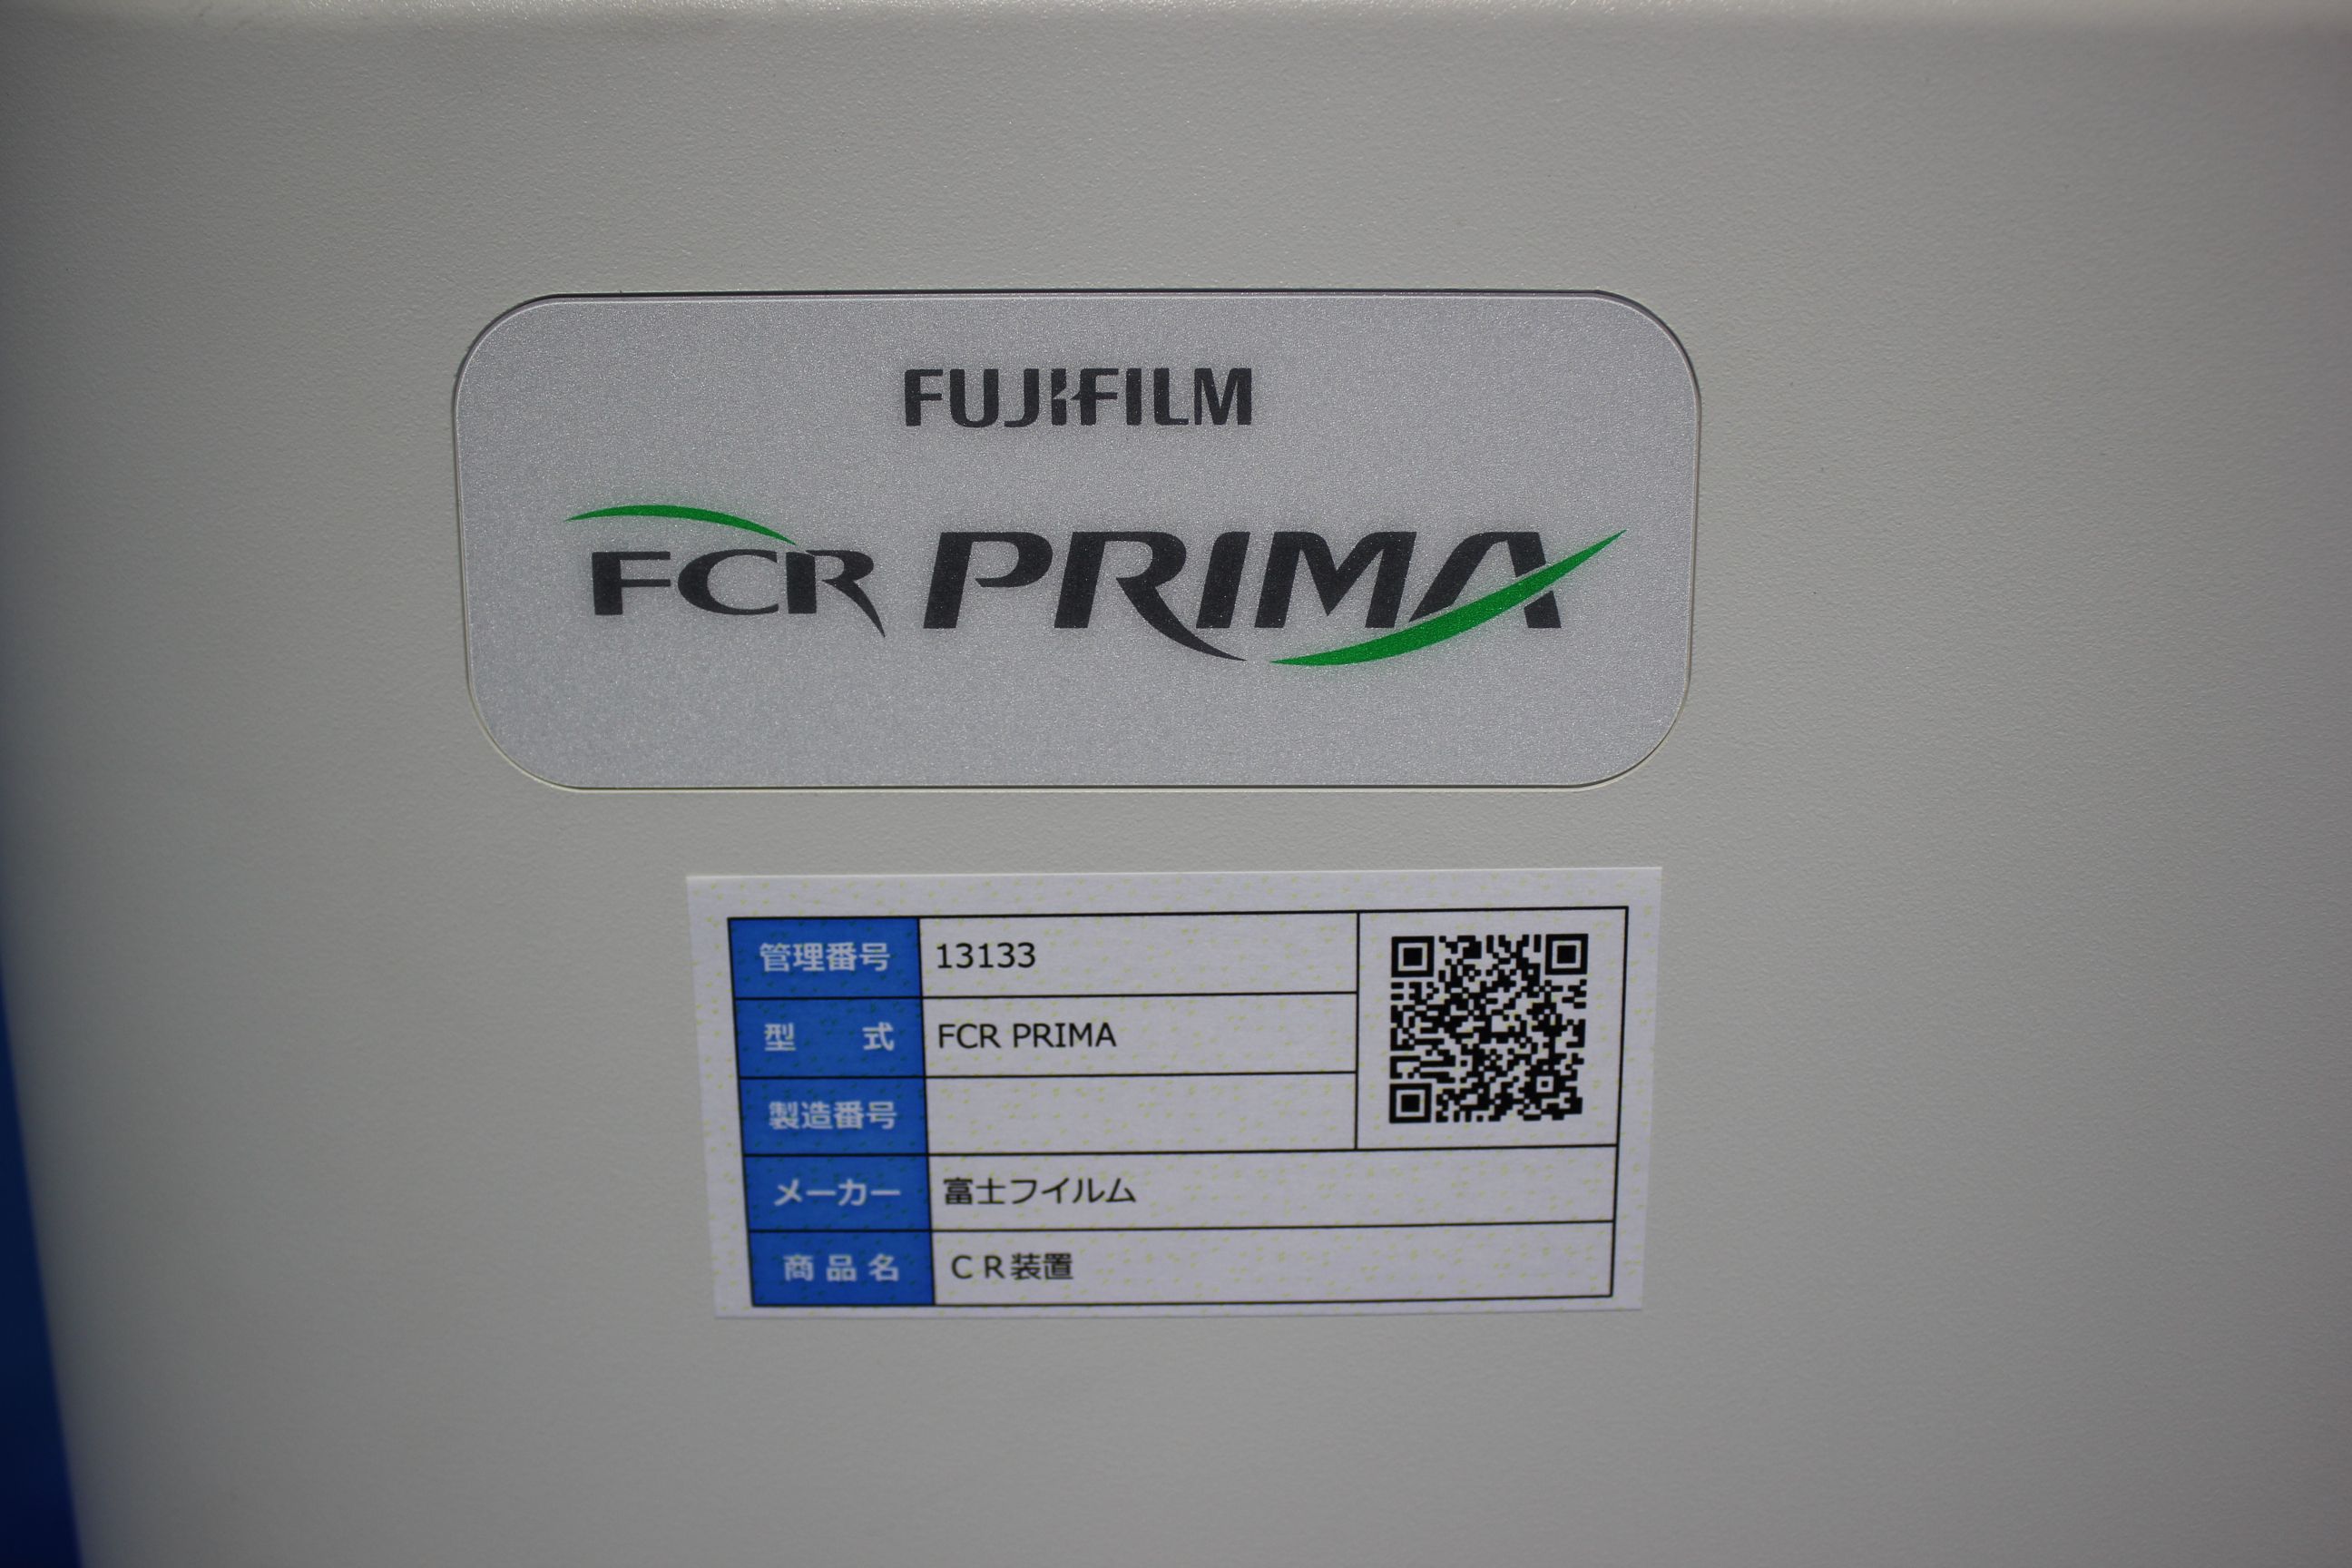 FUJIFILM
FCR PRIMA
管理番号 13133
型 式 FCR PRIMA
製造番号
メーカー 富士フイルム
商品名 CR装置